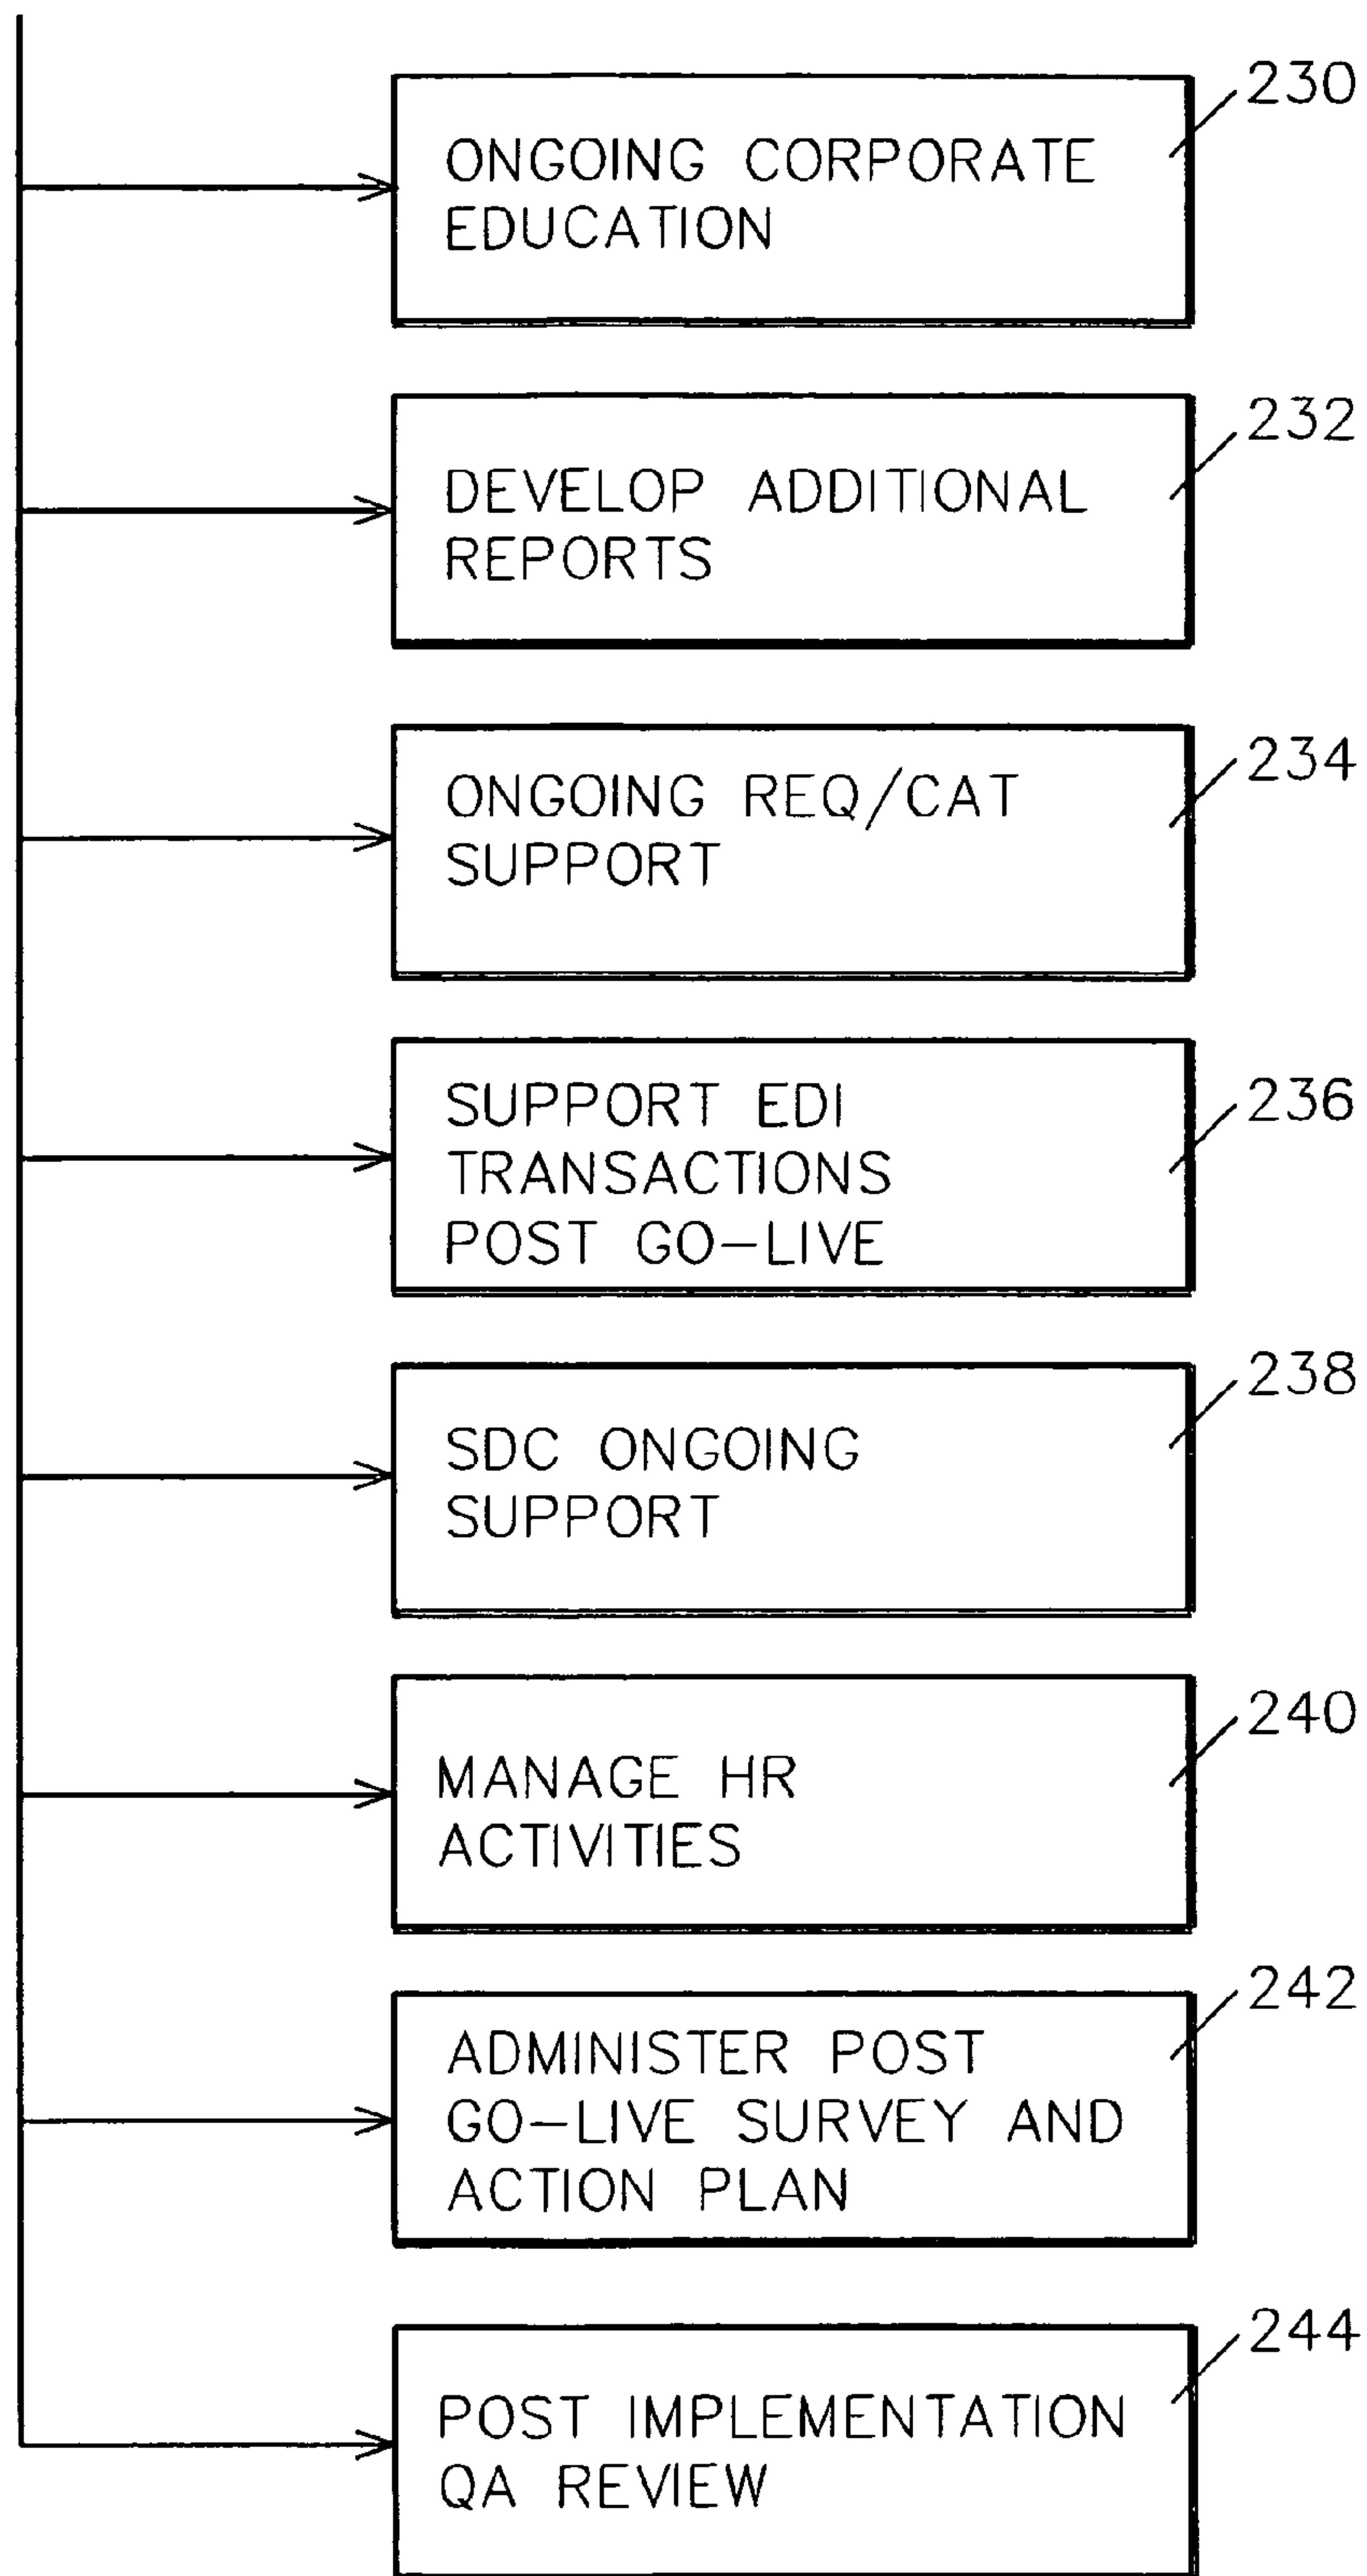 230
ONGOING CORPORATE
EDUCATION
232
DEVELOP ADDITIONAL
REPORTS
234
ONGOING REQ/CAT
SUPPORT
236
SUPPORT EDI
TRANSACTIONS
POST GO-LIVE
238
SDC ONGOING
SUPPORT
240
MANAGE HR
ACTIVITIES
242
ADMINISTER POST
GO-LIVE SURVEY AND
ACTION PLAN
244
POST IMPLEMENTATION
QA REVIEW